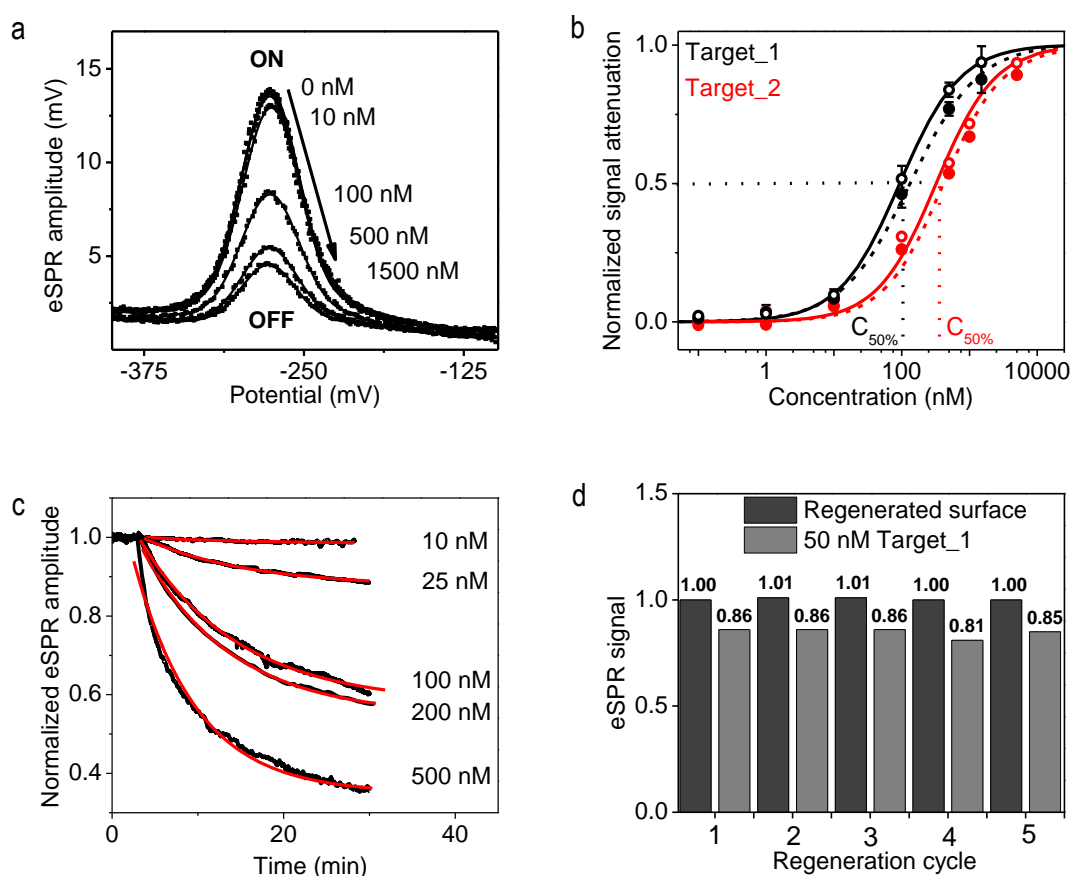 a
ON
0 nM
10 nM
100 nM
500 nM
1500 nM
OFF
15
10
5
eSPR amplitude (mV)
-375
-250
-125
Potential (mV)
b
Target_1
Target_2
1.0
0.5
0.0
Normalized signal attenuation
C50%
C50%
1
100
10000
Concentration (nM)
c
10 nM
25 nM
100 nM
200 nM
500 nM
1.0
0.8
0.6
0.4
Normalized eSPR amplitude
0
20
40
Time (min)
d
Regenerated surface
50 nM Target_1
1.5
1.0
0.5
0.0
eSPR signal
1.00 0.86 1.01 0.86 1.01 0.86 1.00 0.81 1.00 0.85
1 2 3 4 5
Regeneration cycle